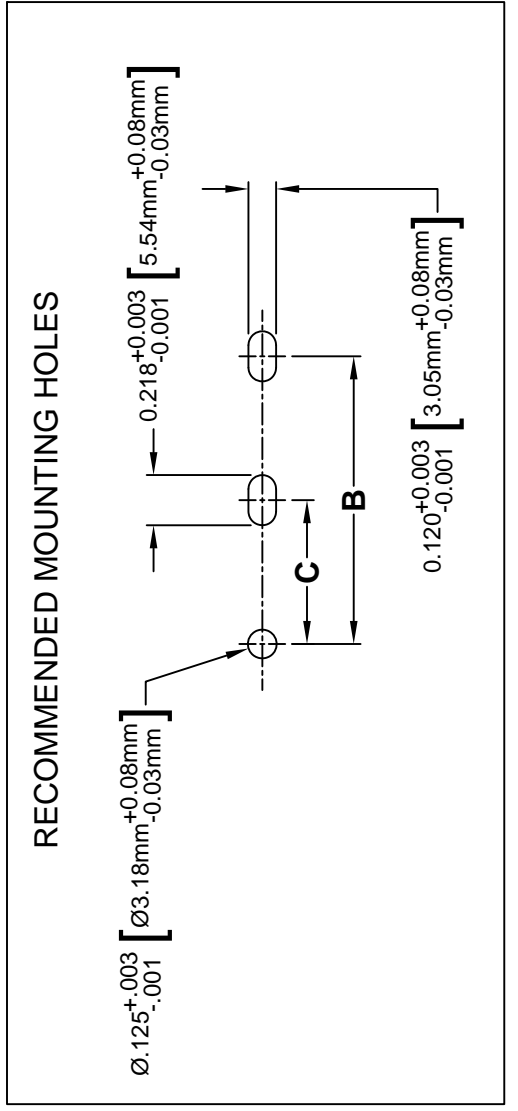 RECOMMENDED MOUNTING HOLES
Ø.125+.003 -.001 [Ø3.18mm+0.08mm -0.03mm]
0.218+0.003 -0.001 [5.54mm+0.08mm -0.03mm]
C
B
0.120+0.003 -0.001 [3.05mm+0.08mm -0.03mm]